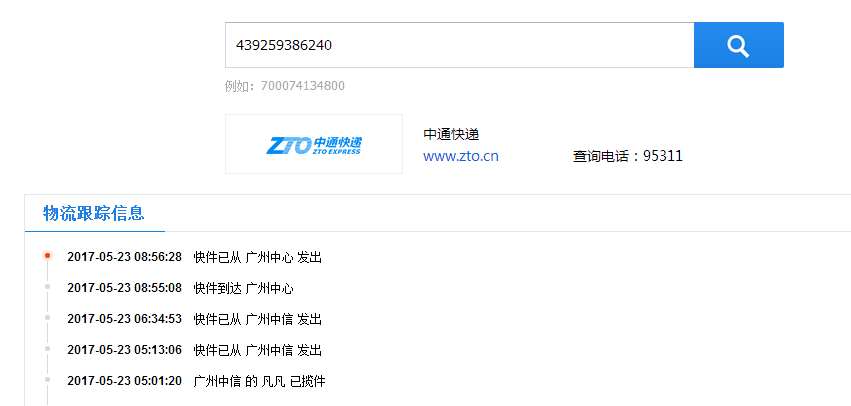 439259386240
例如：700074134800
ZTO 中通快递
ZTO EXPRESS
中通快递
www.zto.cn 查询电话：95311
物流跟踪信息
2017-05-23 08:56:28 快件已从 广州中心 发出
2017-05-23 08:55:08 快件到达 广州中心
2017-05-23 06:34:53 快件已从 广州中信 发出
2017-05-23 05:13:06 快件已从 广州中信 发出
2017-05-23 05:01:20 广州中信 的 凡凡 已揽件